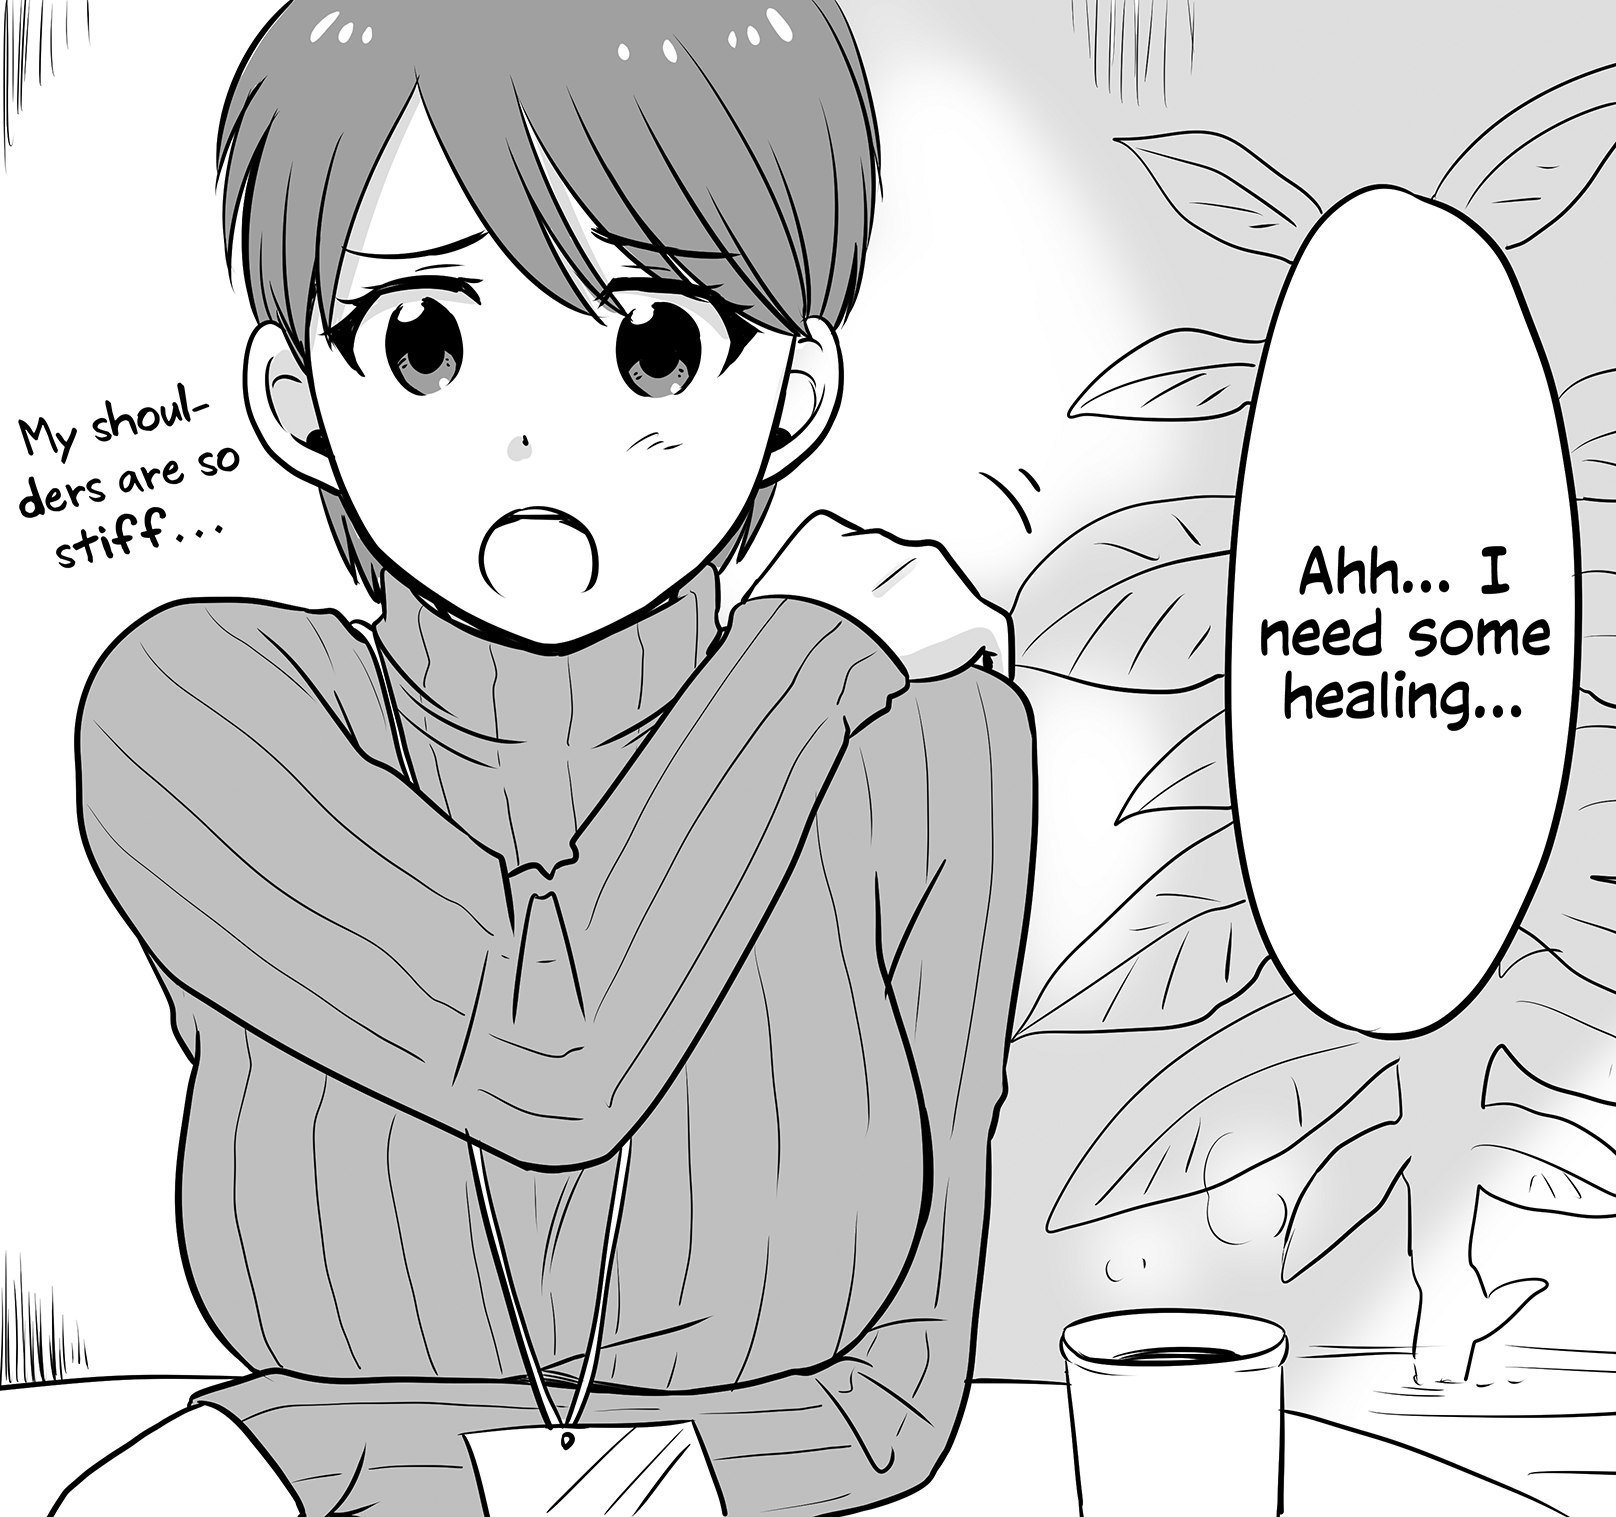 Ahh... I
need some
healing...
My shoul-
ders are so
stiff...